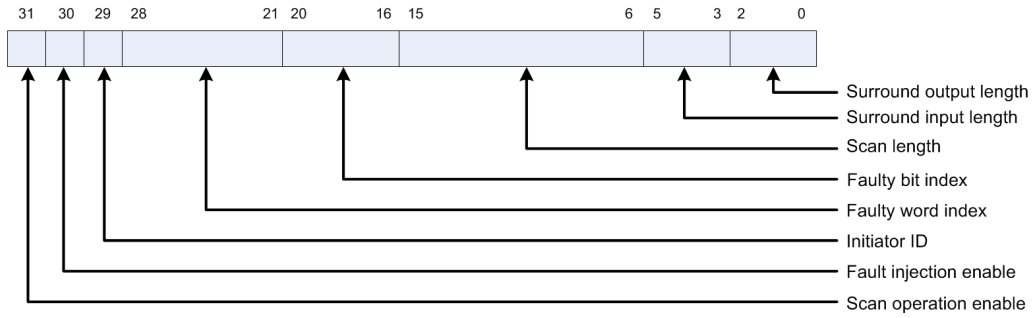 31 30 29 28 21 20 16 15 6 5 3 2 0
Surround output length
Surround input length
Scan length
Faulty bit index
Faulty word index
Initiator ID
Fault injection enable
Scan operation enable